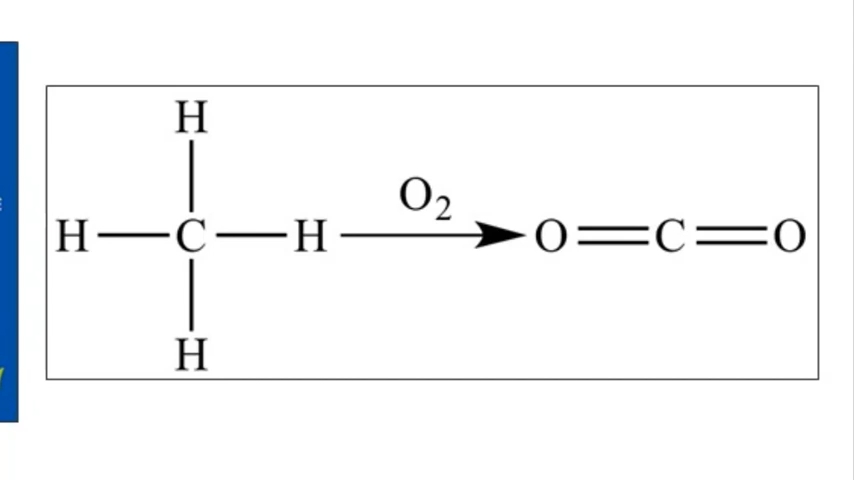 H
O₂
H—C—H → O=C=O
H